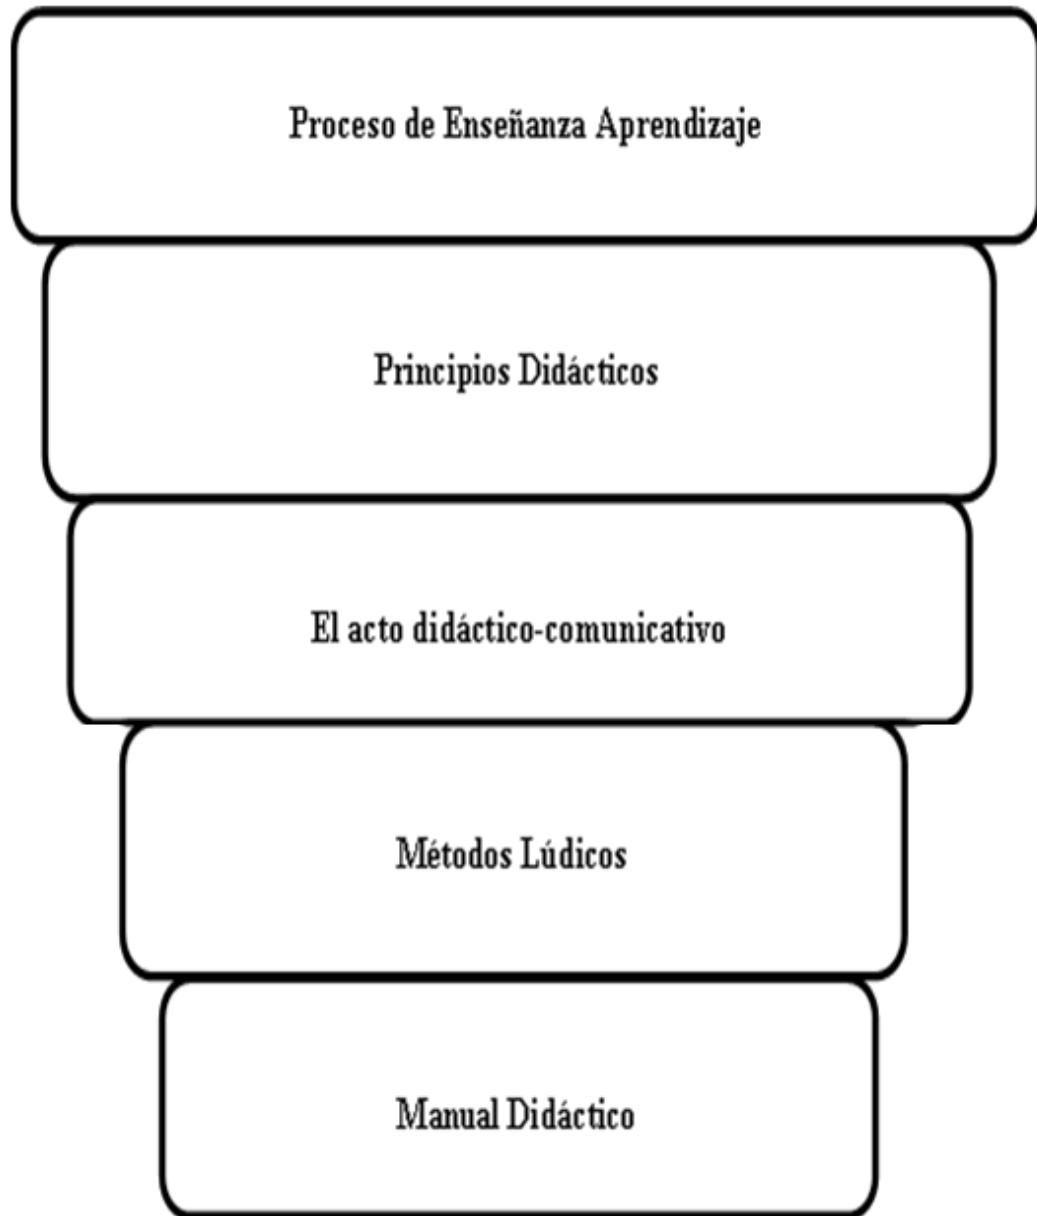 Proceso de Enseñanza Aprendizaje
Principios Didácticos
El acto didáctico-comunicativo
Métodos Lúdicos
Manual Didáctico